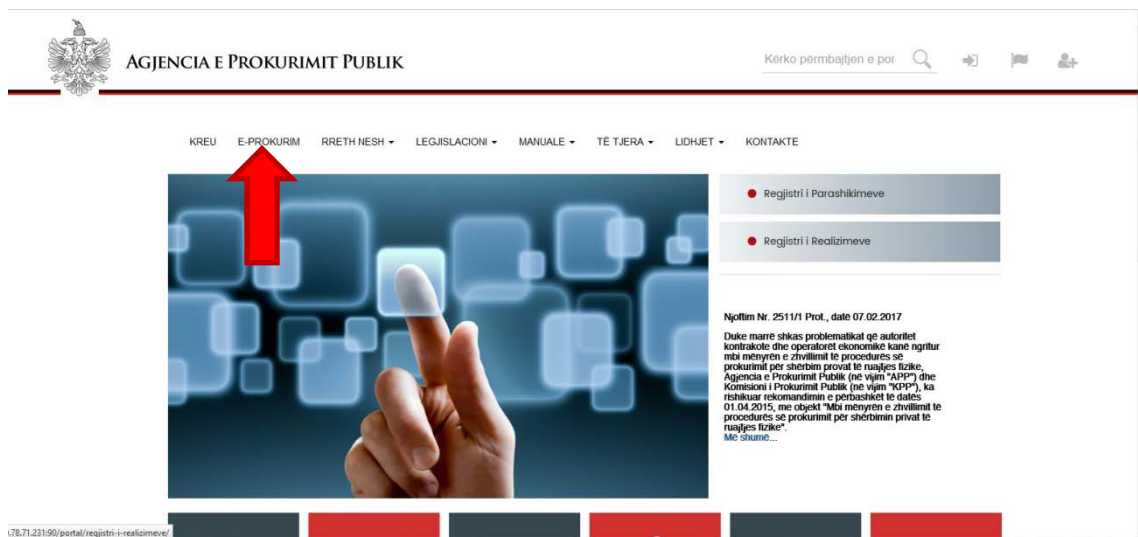 AGJENCIA E PROKURIMIT PUBLIK
Kërko përmbajtjen e por
KREU E-PROKURIM RRETH NESH LEGJISLACIONI MANUALE TË TJERA LIDHJET KONTAKTE
Regjistri i Parashikimeve
Regjistri i Realizimeve
Njoftim Nr. 2511/1 Prot., datë 07.02.2017
Duke marrë shkas problematikat që autoritet
kontrakote dhe operatorët ekonomikë kanë ngritur
mbi mënyrën e zhvillimit të procedurës së
prokurimit për shërbim provat të ruajtjes fizike,
Agjencia e Prokurimit Publik (në vijim "APP") dhe
Komisioni i Prokurimit Publik (në vijim "KPP"), ka
rishikuar rekomandimin e përbashkët të datës
01.04.2015, me objekt "Mbi mënyrën e zhvillimit të
procedurës së prokurimit për shërbimin privat të
ruajtjes fizike".
Më shumë...
.78.71.231:90/portal/regjistri-i-realizimeve/